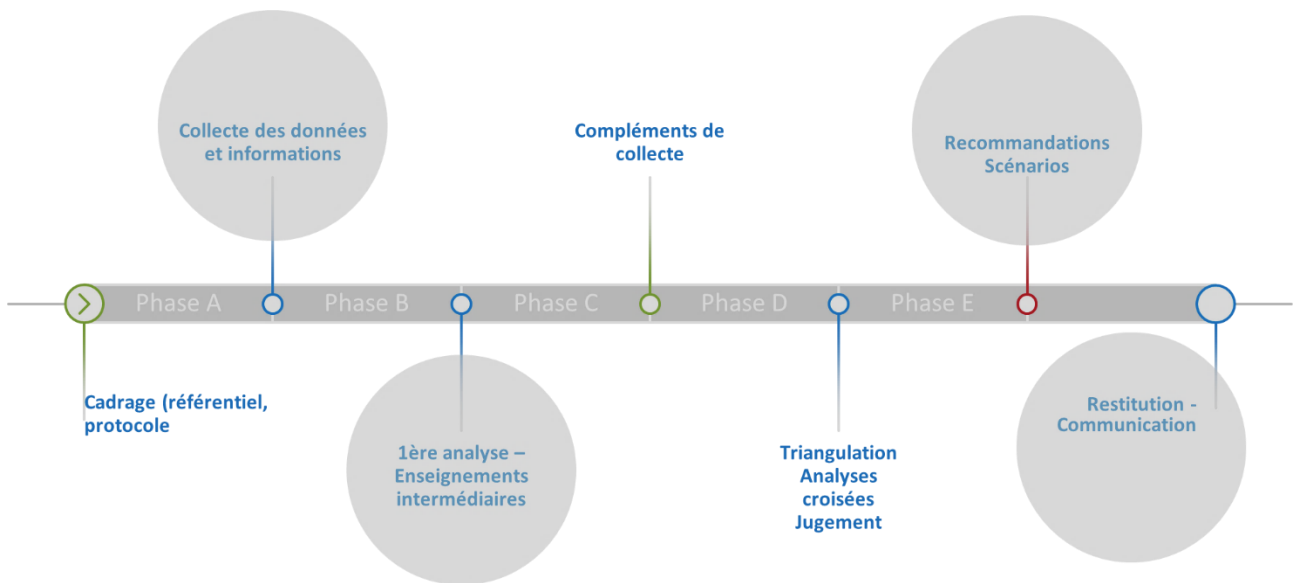 Collecte des données
et informations
Compléments de
collecte
Recommandations
Scénarios
Phase A
Phase B
Phase C
Phase D
Phase E
Cadrage (référentiel,
protocole
1ère analyse –
Enseignements
intermédiaires
Triangulation
Analyses
croisées
Jugement
Restitution -
Communication